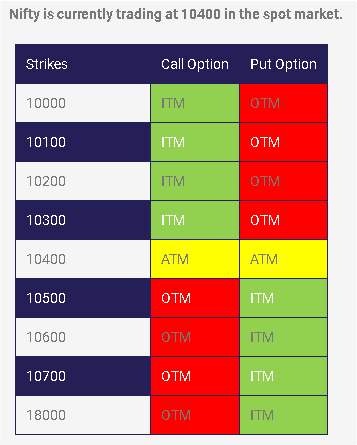 Nifty is currently trading at 10400 in the spot market.
Strikes Call Option Put Option
10000 ITM OTM
10100 ITM OTM
10200 ITM OTM
10300 ITM OTM
10400 ATM ATM
10500 OTM ITM
10600 OTM ITM
10700 OTM ITM
18000 OTM ITM